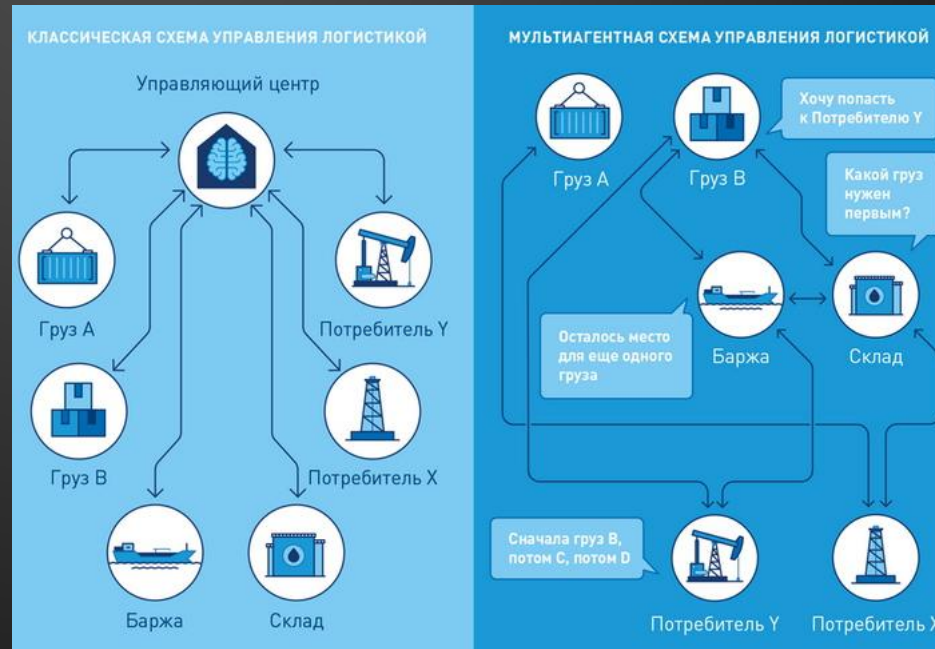 КЛАССИЧЕСКАЯ СХЕМА УПРАВЛЕНИЯ ЛОГИСТИКОЙ
Управляющий центр
Груз A
Потребитель Y
Груз B
Потребитель X
Баржа
Склад
МУЛЬТИАГЕНТНАЯ СХЕМА УПРАВЛЕНИЯ ЛОГИСТИКОЙ
Хочу попасть
к Потребителю Y
Груз A
Груз B
Какой груз
нужен
первым?
Осталось место
для еще одного
груза
Баржа
Склад
Сначала груз B,
потом C, потом D
Потребитель Y
Потребитель X